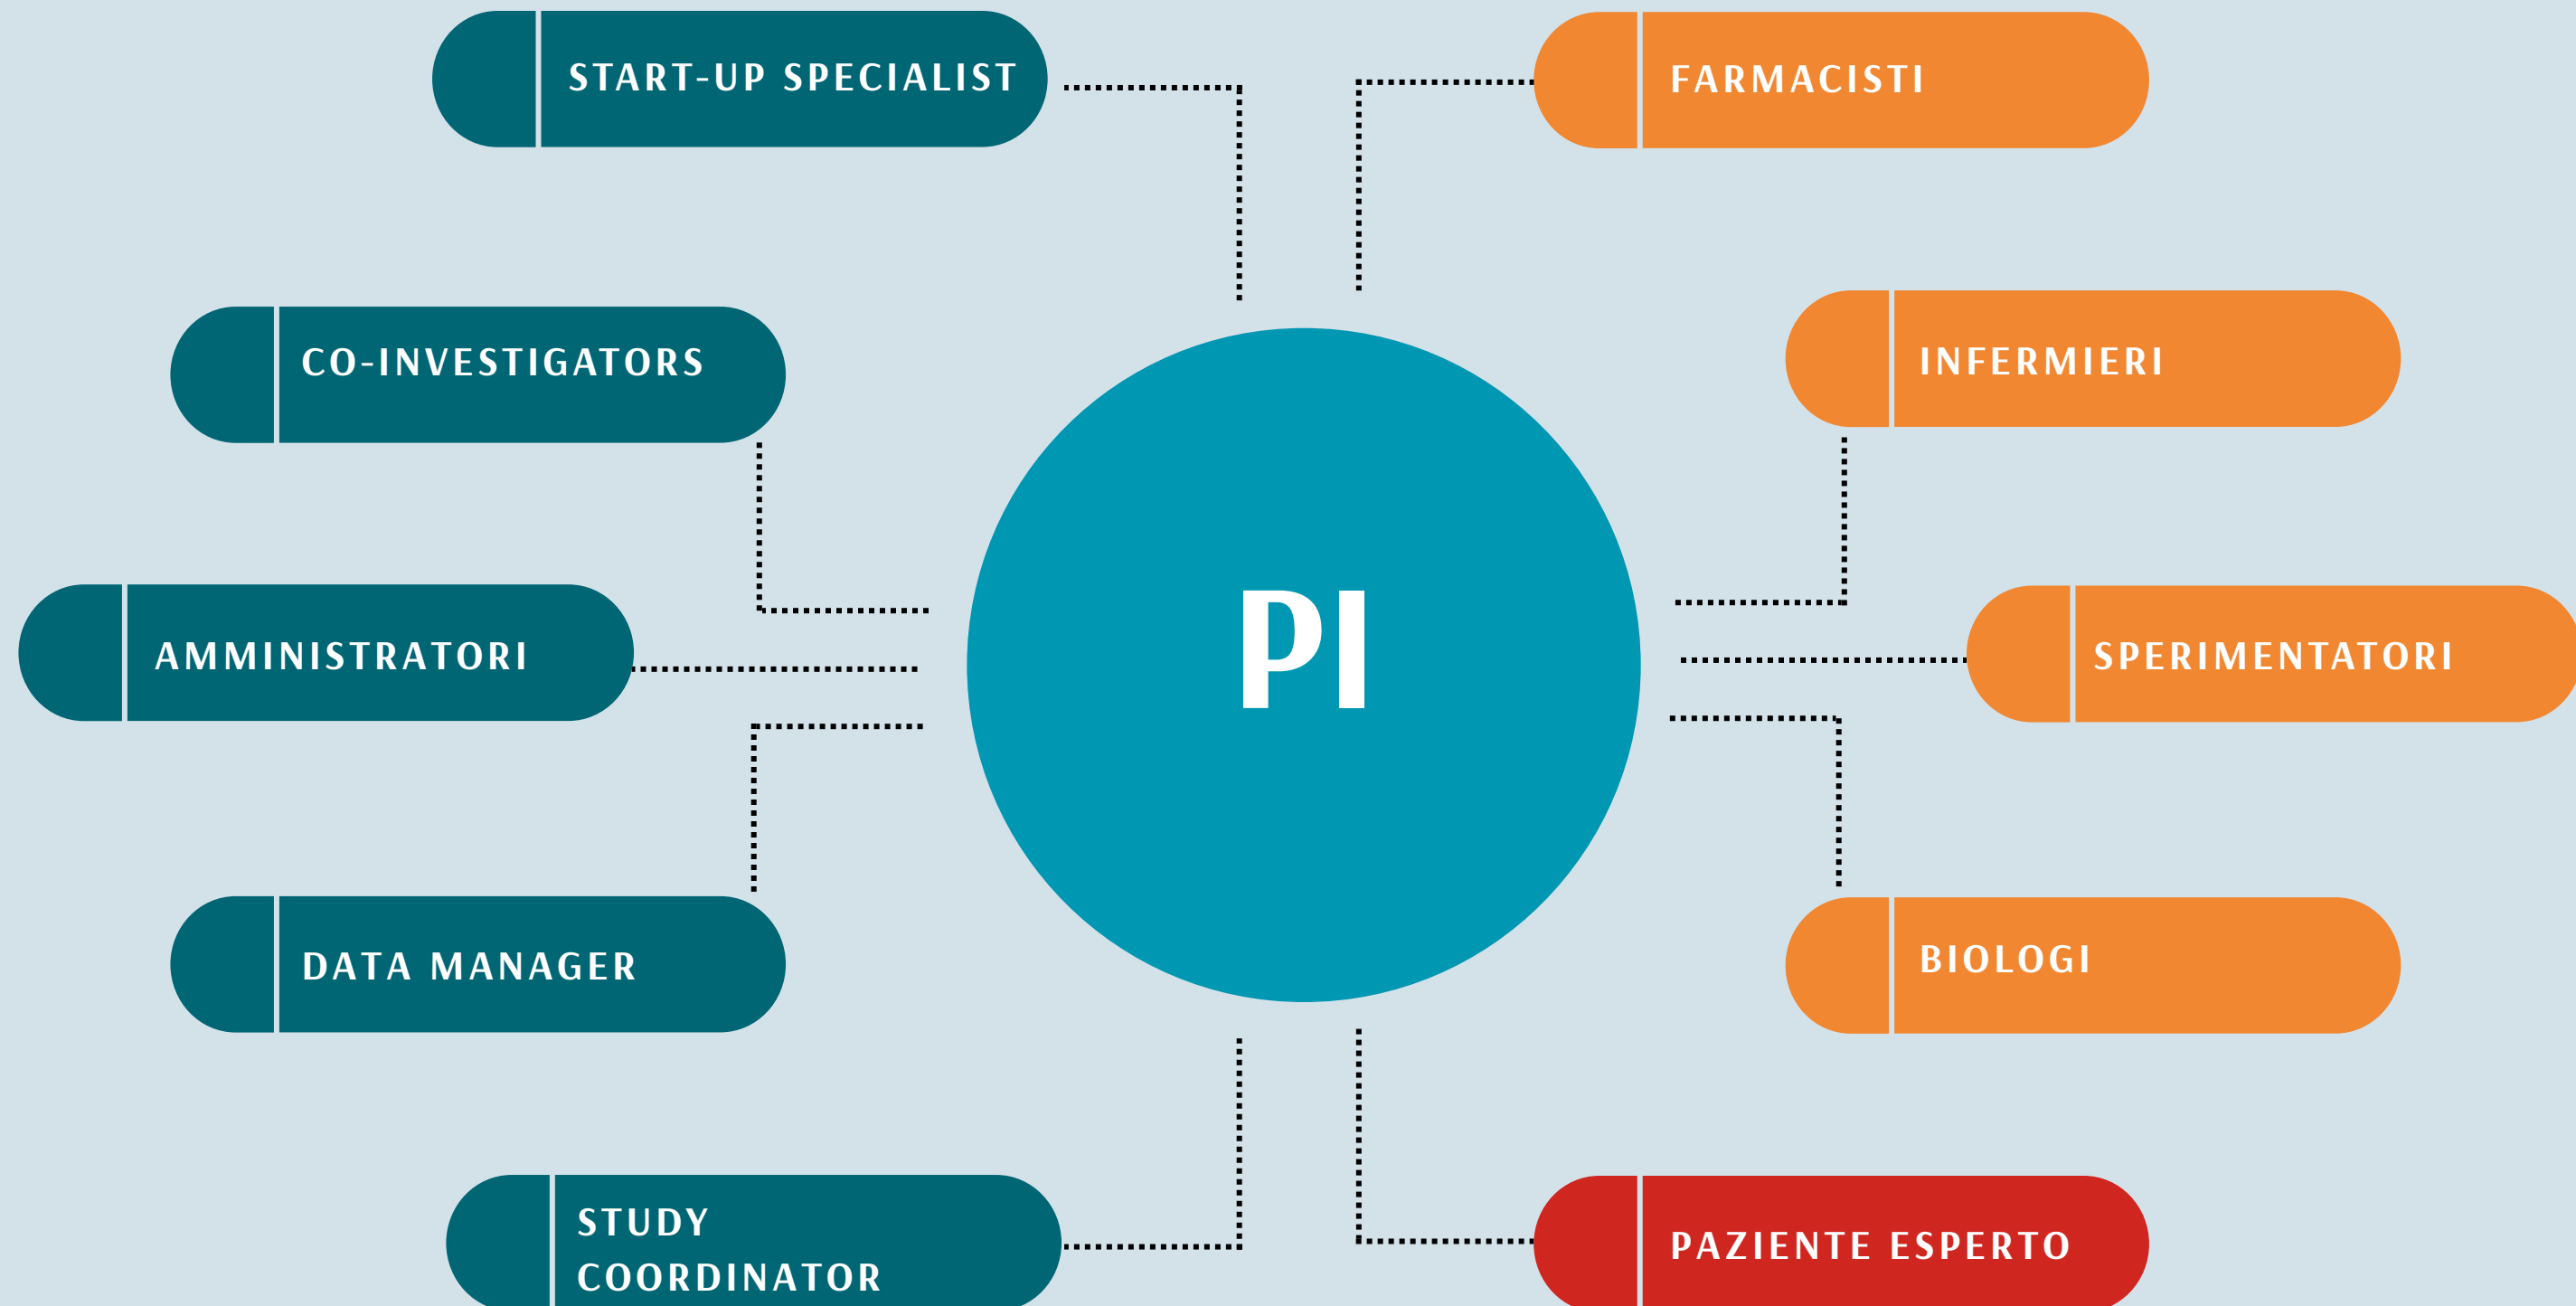 START-UP SPECIALIST
FARMACISTI
CO-INVESTIGATORS
INFERMIERI
PI
AMMINISTRATORI
SPERIMENTATORI
DATA MANAGER
BIOLOGI
STUDY
COORDINATOR
PAZIENTE ESPERTO